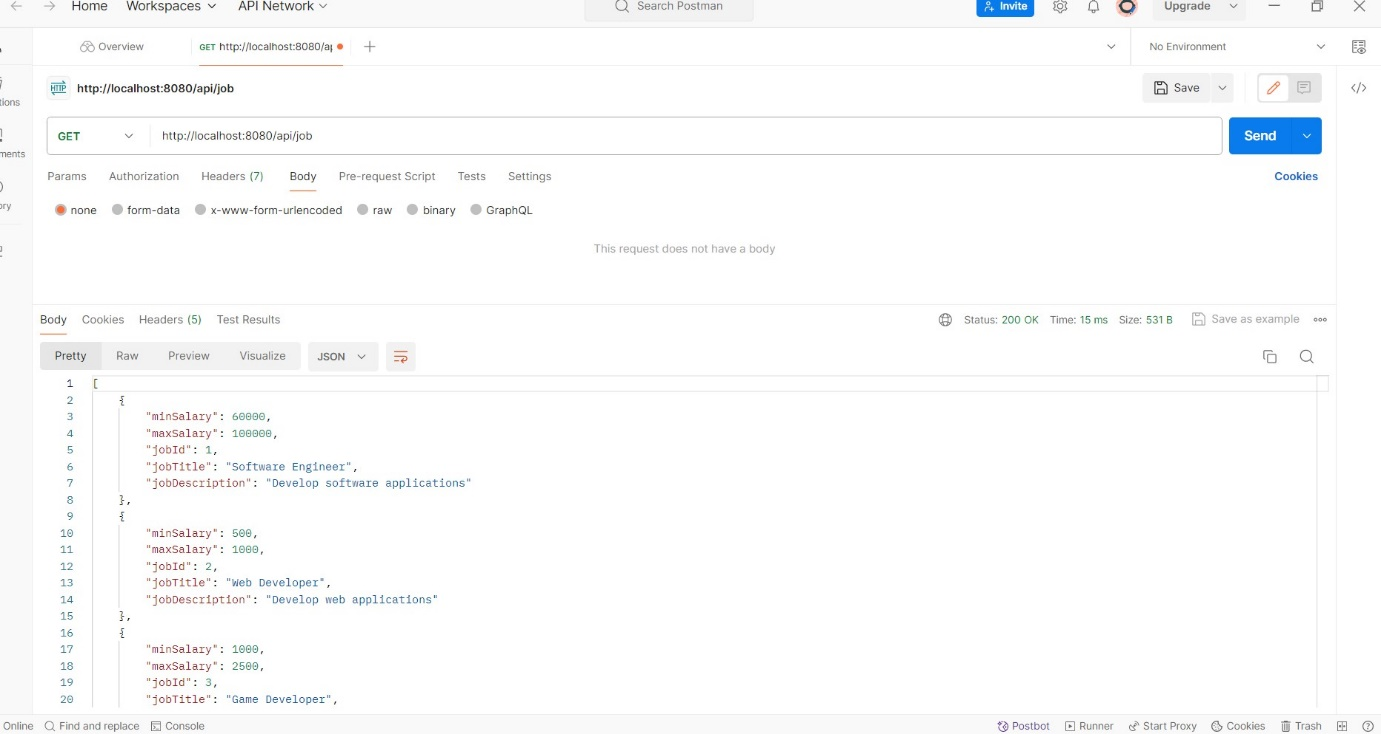 Home Workspaces API Network Search Postman Invite Upgrade
Overview GET http://localhost:8080/ap No Environment
HTTP http://localhost:8080/api/job Save
GET http://localhost:8080/api/job Send
Params Authorization Headers (7) Body Pre-request Script Tests Settings Cookies
none form-data x-www-form-urlencoded raw binary GraphQL
This request does not have a body
Body Cookies Headers (5) Test Results Status: 200 OK Time: 15 ms Size: 531 B Save as example
Pretty Raw Preview Visualize JSON
1 [
2 {
3 "minSalary": 60000,
4 "maxSalary": 100000,
5 "jobId": 1,
6 "jobTitle": "Software Engineer",
7 "jobDescription": "Develop software applications"
8 },
9 {
10 "minSalary": 500,
11 "maxSalary": 1000,
12 "jobId": 2,
13 "jobTitle": "Web Developer",
14 "jobDescription": "Develop web applications"
15 },
16 {
17 "minSalary": 1000,
18 "maxSalary": 2500,
19 "jobId": 3,
20 "jobTitle": "Game Developer",
Online Find and replace Console Postbot Runner Start Proxy Cookies Trash